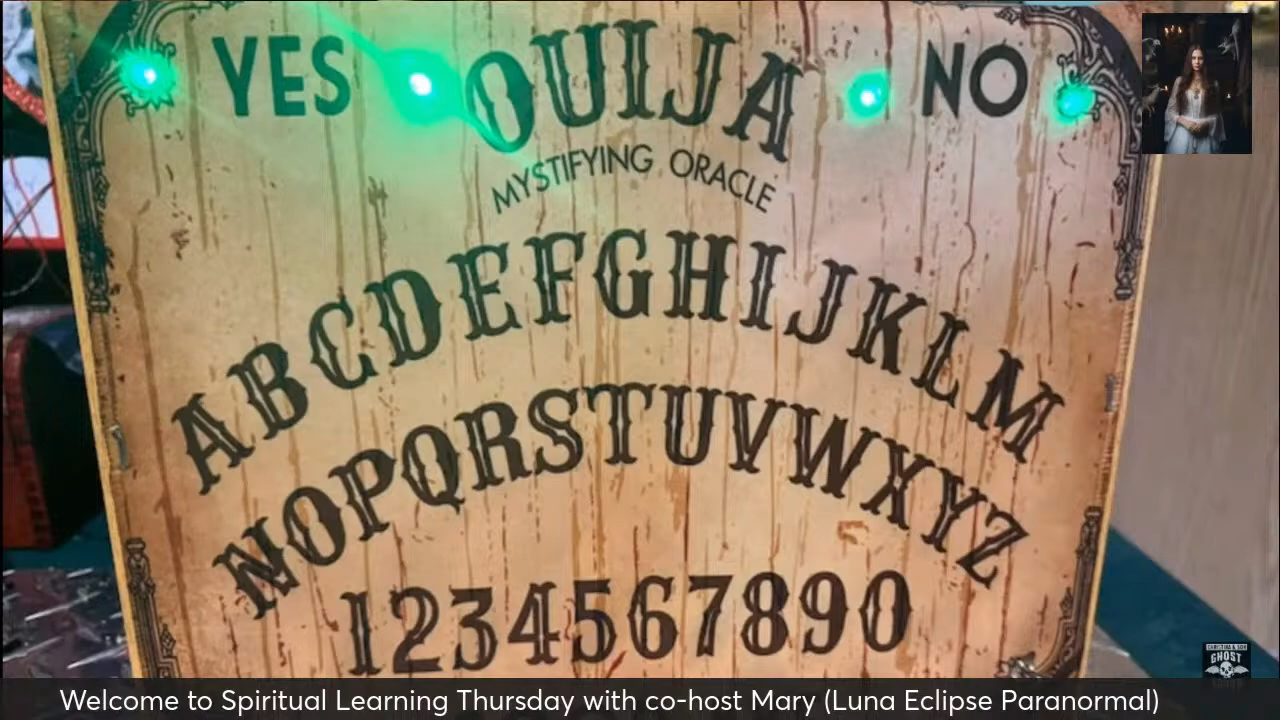 YES OUIJA NO
MYSTIFYING ORACLE
ABCDEFGHIJKLM
NOPQRSTUVWXYZ
1234567890
GHOST
Welcome to Spiritual Learning Thursday with co-host Mary (Luna Eclipse Paranormal)